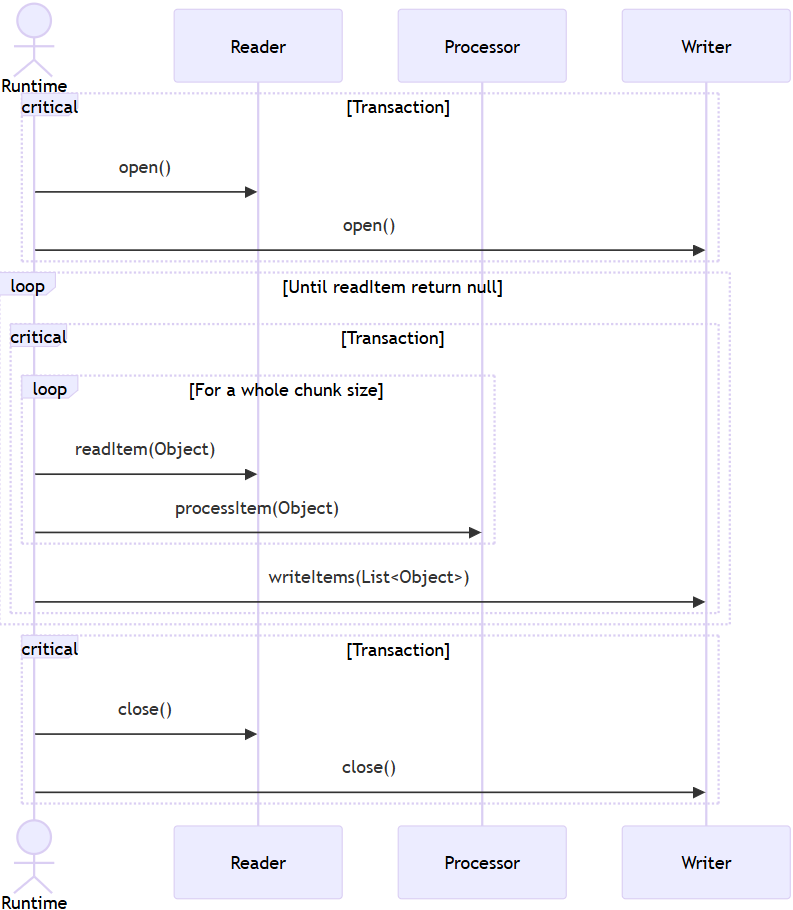 Runtime
Reader
Processor
Writer
critical
[Transaction]
open()
open()
loop
[Until readItem return null]
critical
[Transaction]
loop
[For a whole chunk size]
readItem(Object)
processItem(Object)
writeItems(List<Object>)
critical
[Transaction]
close()
close()
Reader
Processor
Writer
Runtime